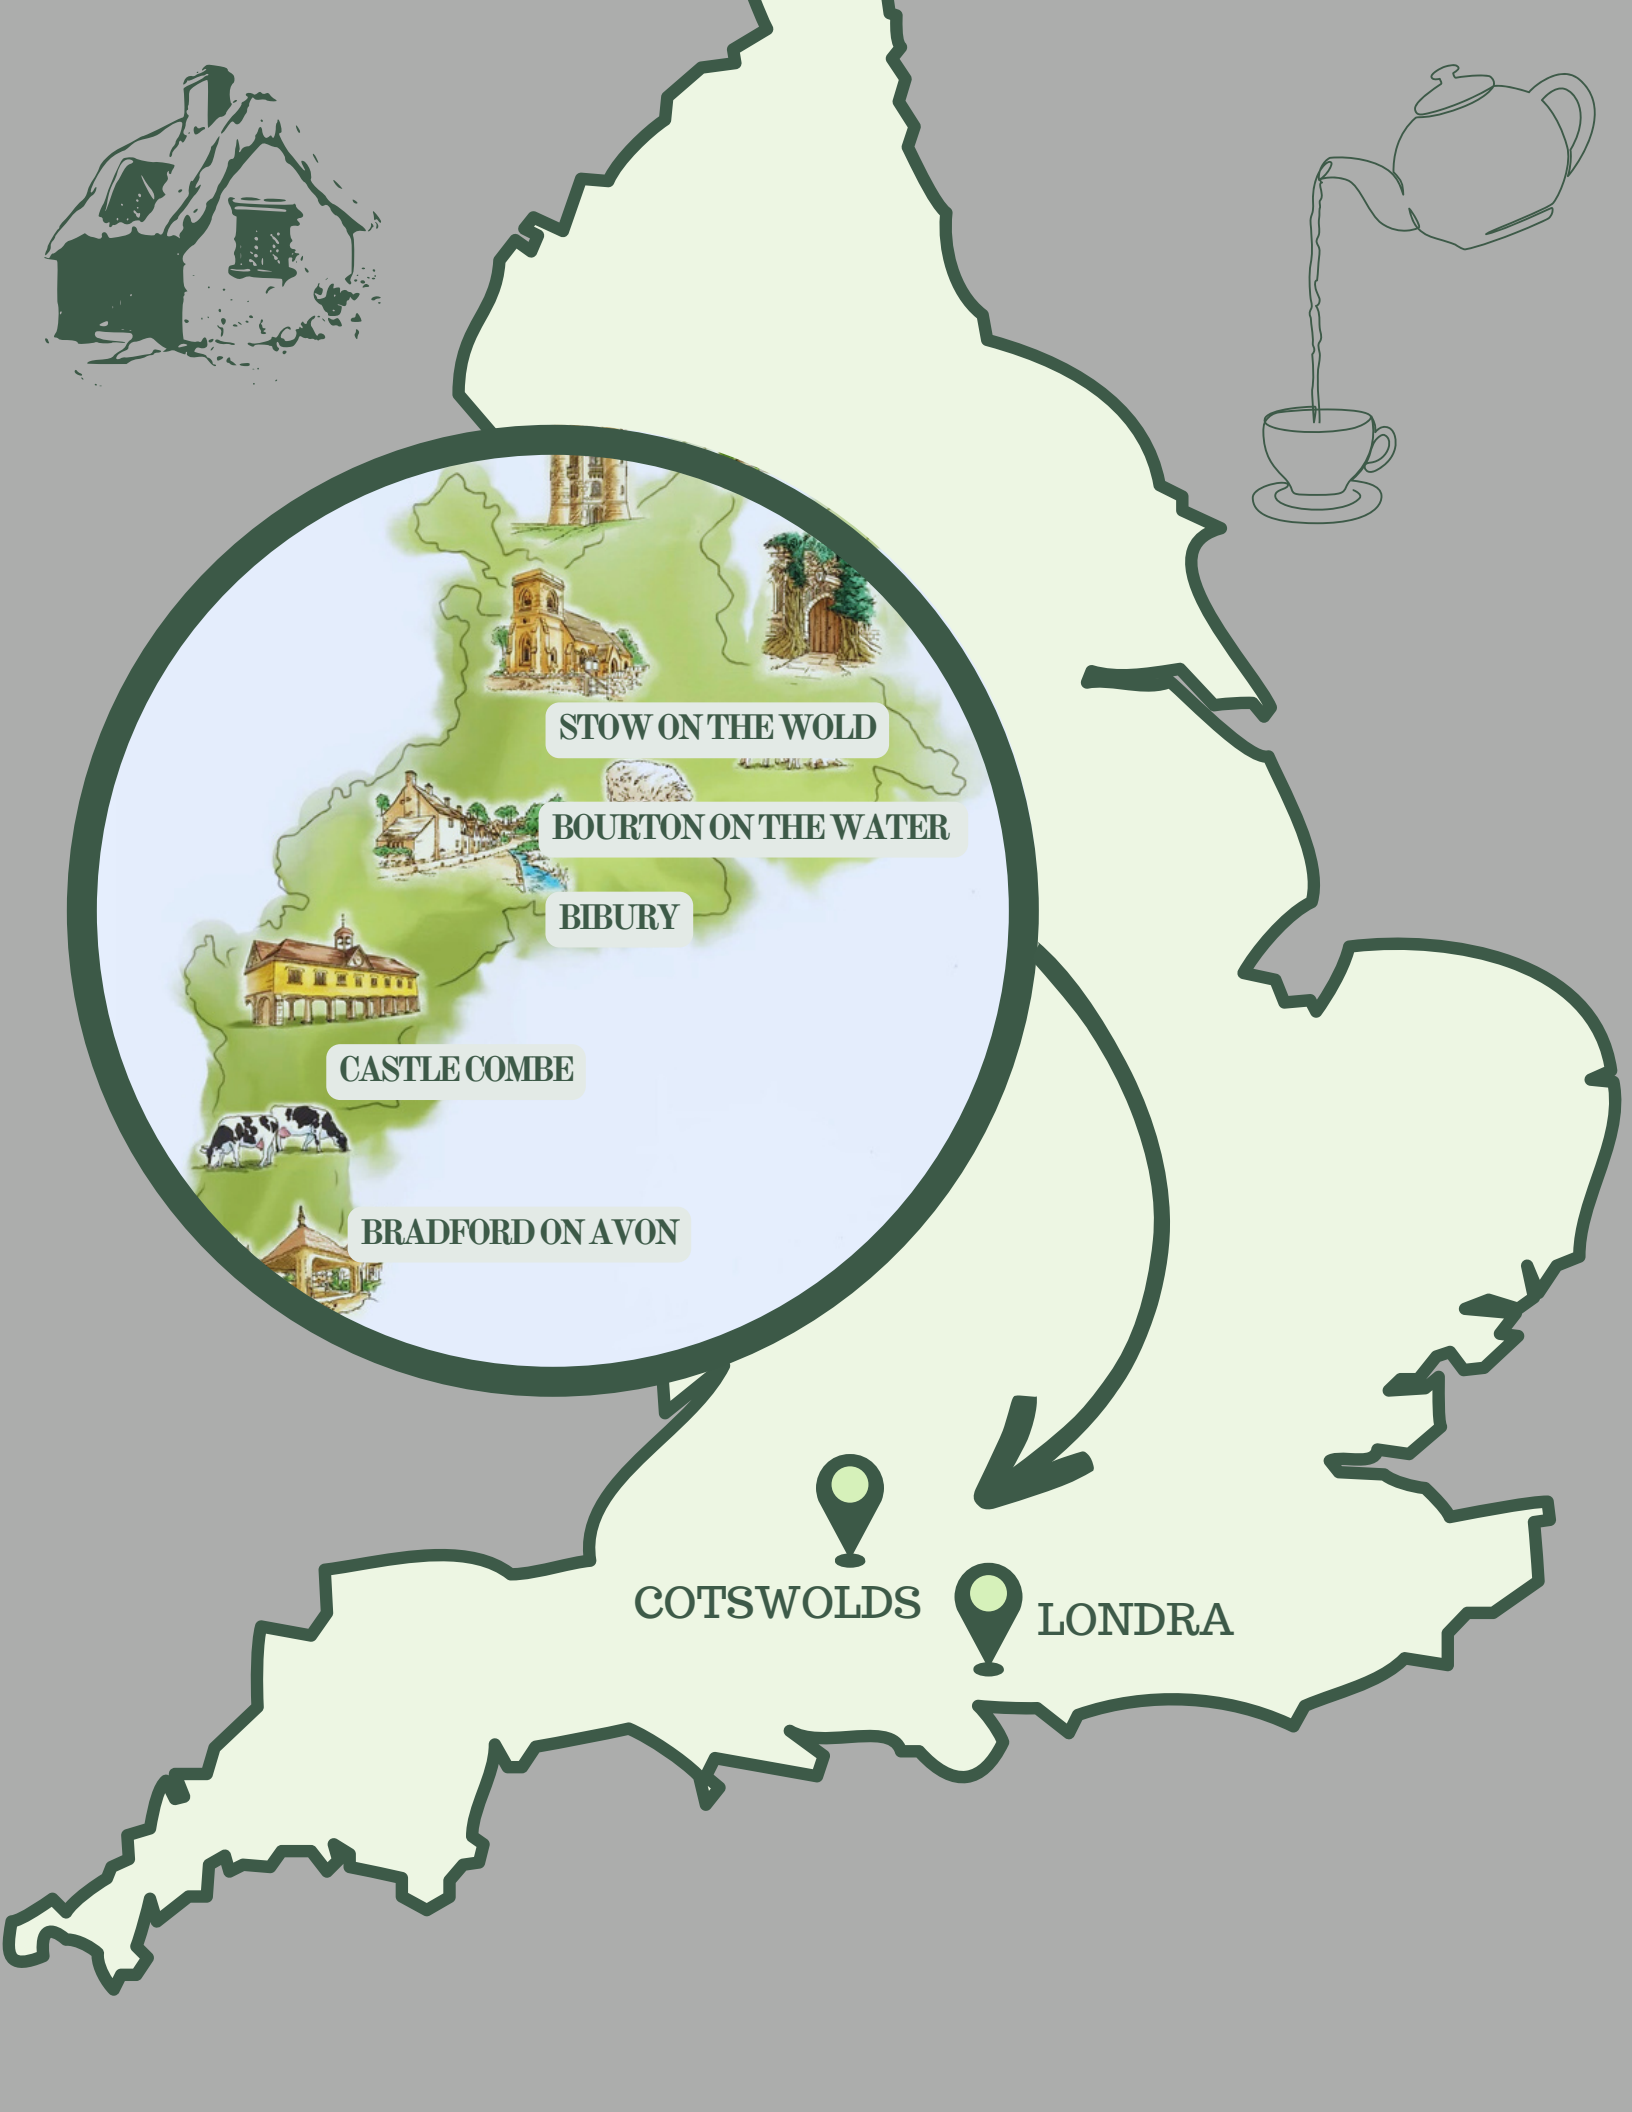 STOW ON THE WOLD
BOURTON ON THE WATER
BIBURY
CASTLE COMBE
BRADFORD ON AVON
COTSWOLDS
LONDRA